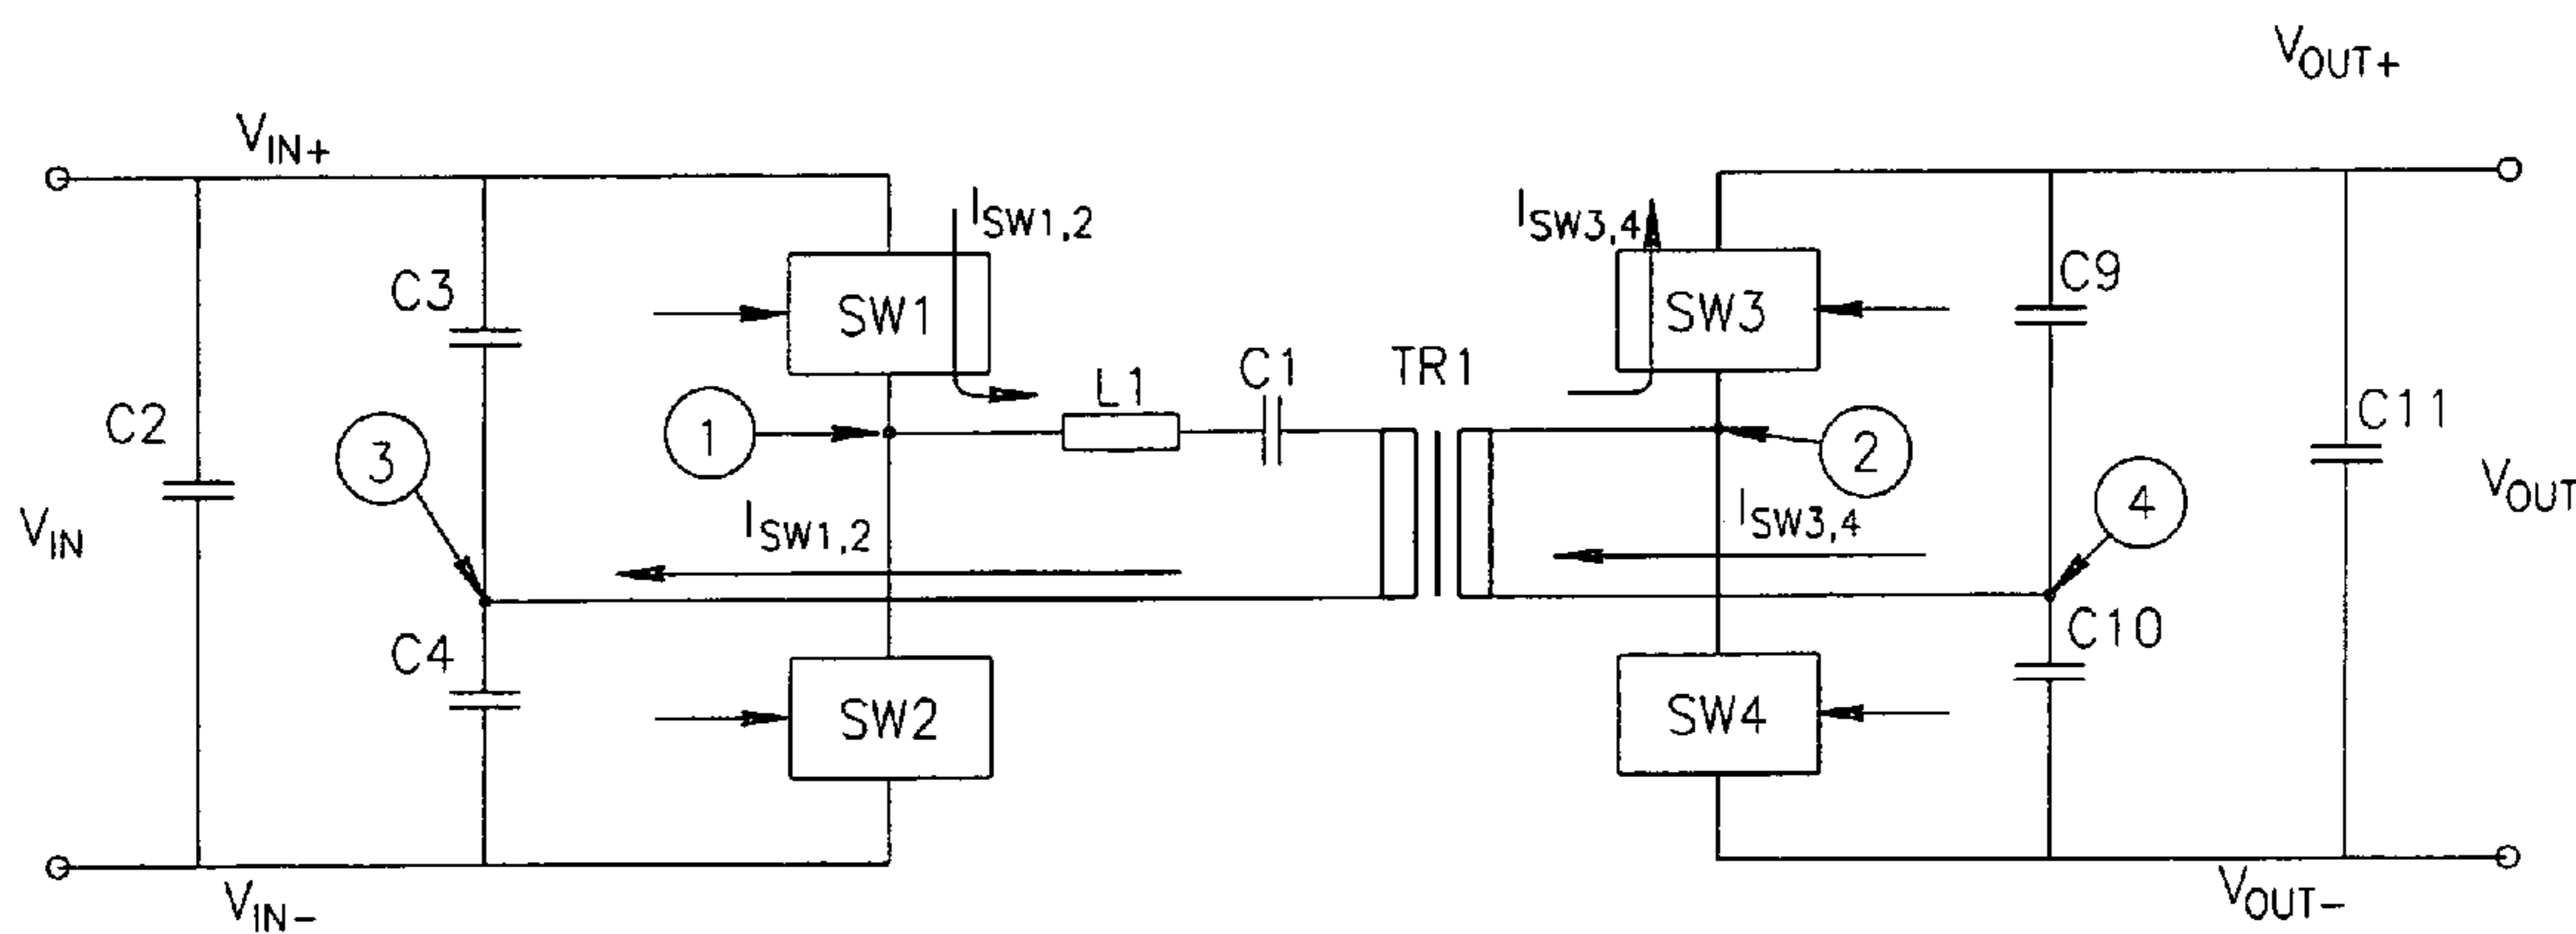 VOUT+
VIN+
ISW1,2
ISW3,4
C9
C3
SW1
SW3
TR1
C1
L1
C2
C11
3
1
2
4
VOUT
VIN
ISW1,2
ISW3,4
C4
C10
SW2
SW4
VIN-
VOUT-